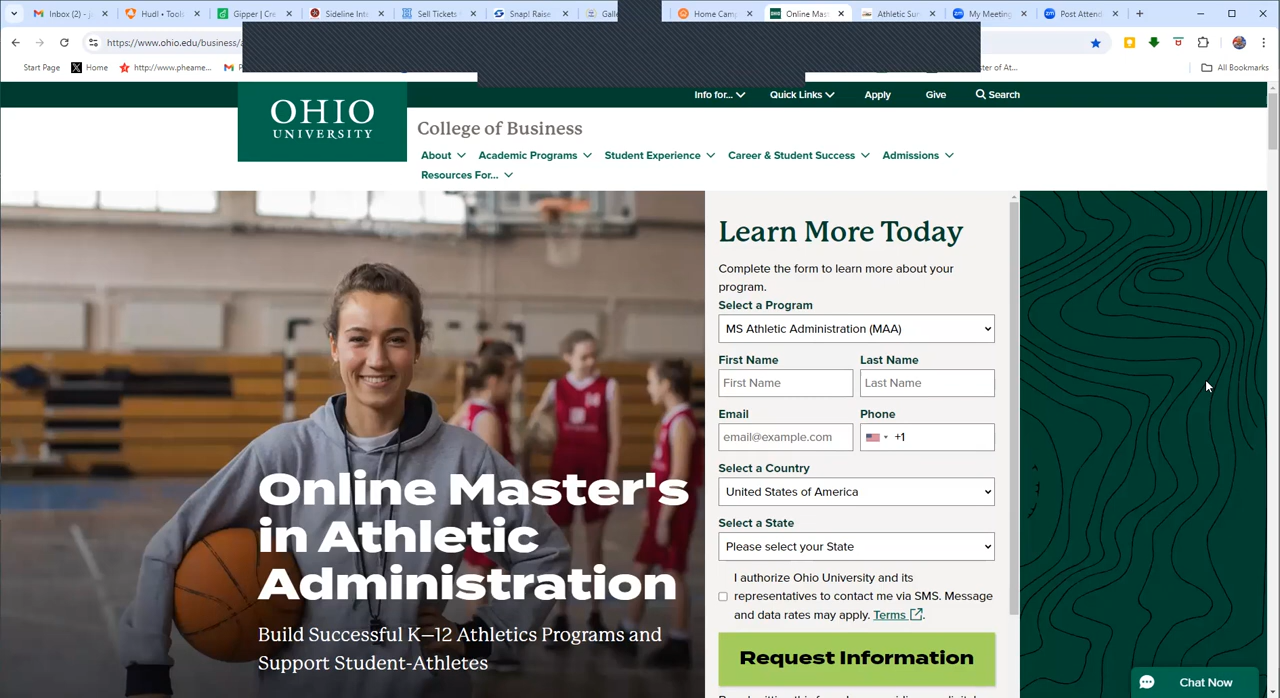 Inbox (2) -
Hudl • Tool
Gipper | Cre
Sideline Int
Sell Tickets
Snap! Raise
Galle
Home Cam
Online Mas
Athletic Sur
My Meeting
Post Attend
https://www.ohio.edu/business/
Start Page
X Home
http://www.pheame...
ster of At...
All Bookmarks
Info for...
Quick Links
Apply
Give
Search
OHIO
UNIVERSITY
College of Business
About
Academic Programs
Student Experience
Career & Student Success
Admissions
Resources For...
Online Master's
in Athletic
Administration
Build Successful K–12 Athletics Programs and
Support Student-Athletes
Learn More Today
Complete the form to learn more about your
program.
Select a Program
MS Athletic Administration (MAA)
First Name Last Name
First Name Last Name
Email Phone
email@example.com +1
Select a Country
United States of America
Select a State
Please select your State
I authorize Ohio University and its
representatives to contact me via SMS. Message
and data rates may apply. Terms.
Request Information
Chat Now